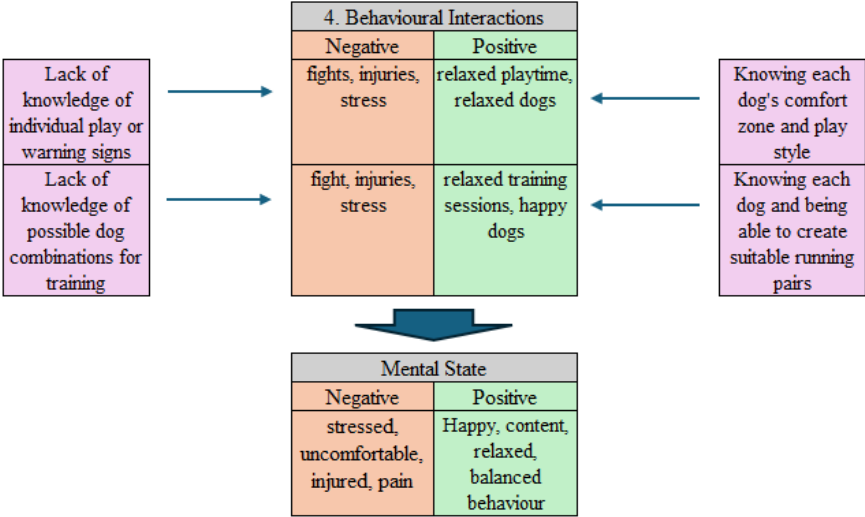 4. Behavioural Interactions
Negative
Positive
Lack of
knowledge of
individual play or
warning signs
fights, injuries,
stress
relaxed playtime,
relaxed dogs
Knowing each
dog's comfort
zone and play
style
Lack of
knowledge of
possible dog
combinations for
training
fight, injuries,
stress
relaxed training
sessions, happy
dogs
Knowing each
dog and being
able to create
suitable running
pairs
Mental State
Negative
Positive
stressed,
uncomfortable,
injured, pain
Happy, content,
relaxed,
balanced
behaviour